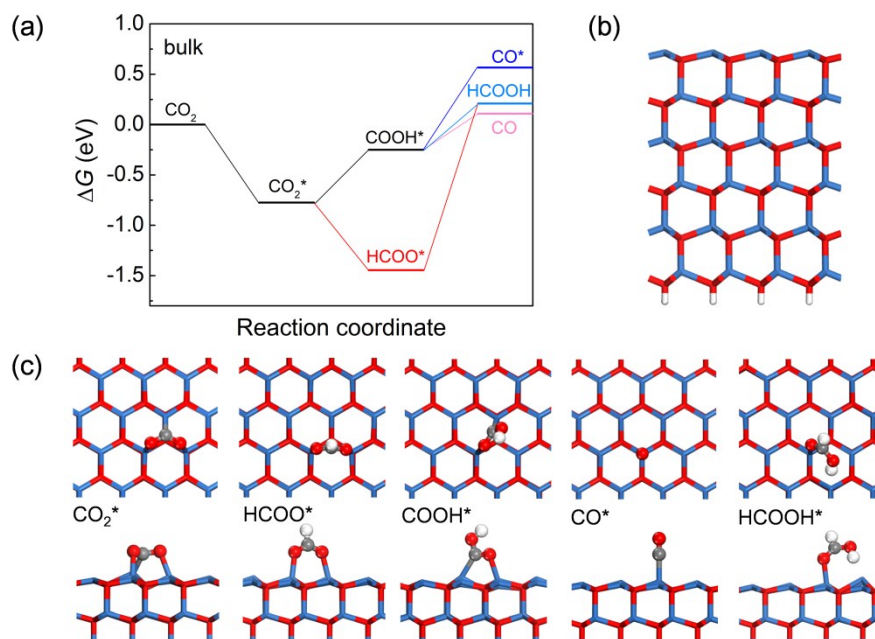 (a)
bulk
1.0
0.5
0.0
-0.5
-1.0
-1.5
ΔG (eV)
CO₂
CO₂*
COOH*
HCOO*
CO*
HCOOH
CO
Reaction coordinate
(b)
(c)
CO₂*
HCOO*
COOH*
CO*
HCOOH*